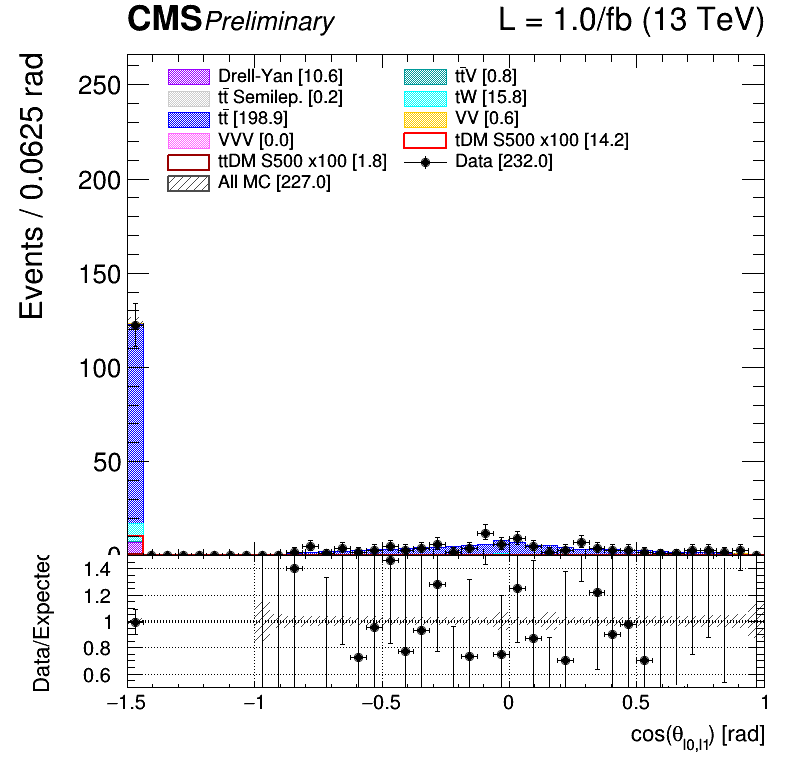 CMS Preliminary L = 1.0/fb (13 TeV)
Events / 0.0625 rad
250
200
150
100
50
0
Drell-Yan [10.6]
tt̄ Semilep. [0.2]
tt̄ [198.9]
VVV [0.0]
ttDM S500 x100 [1.8]
All MC [227.0]
tt̄V [0.8]
tW [15.8]
VV [0.6]
tDM S500 x100 [14.2]
Data [232.0]
Data/Expected
1.4
1.2
1
0.8
0.6
−1.5 −1 −0.5 0 0.5 1
cos(θ_l0,l1) [rad]